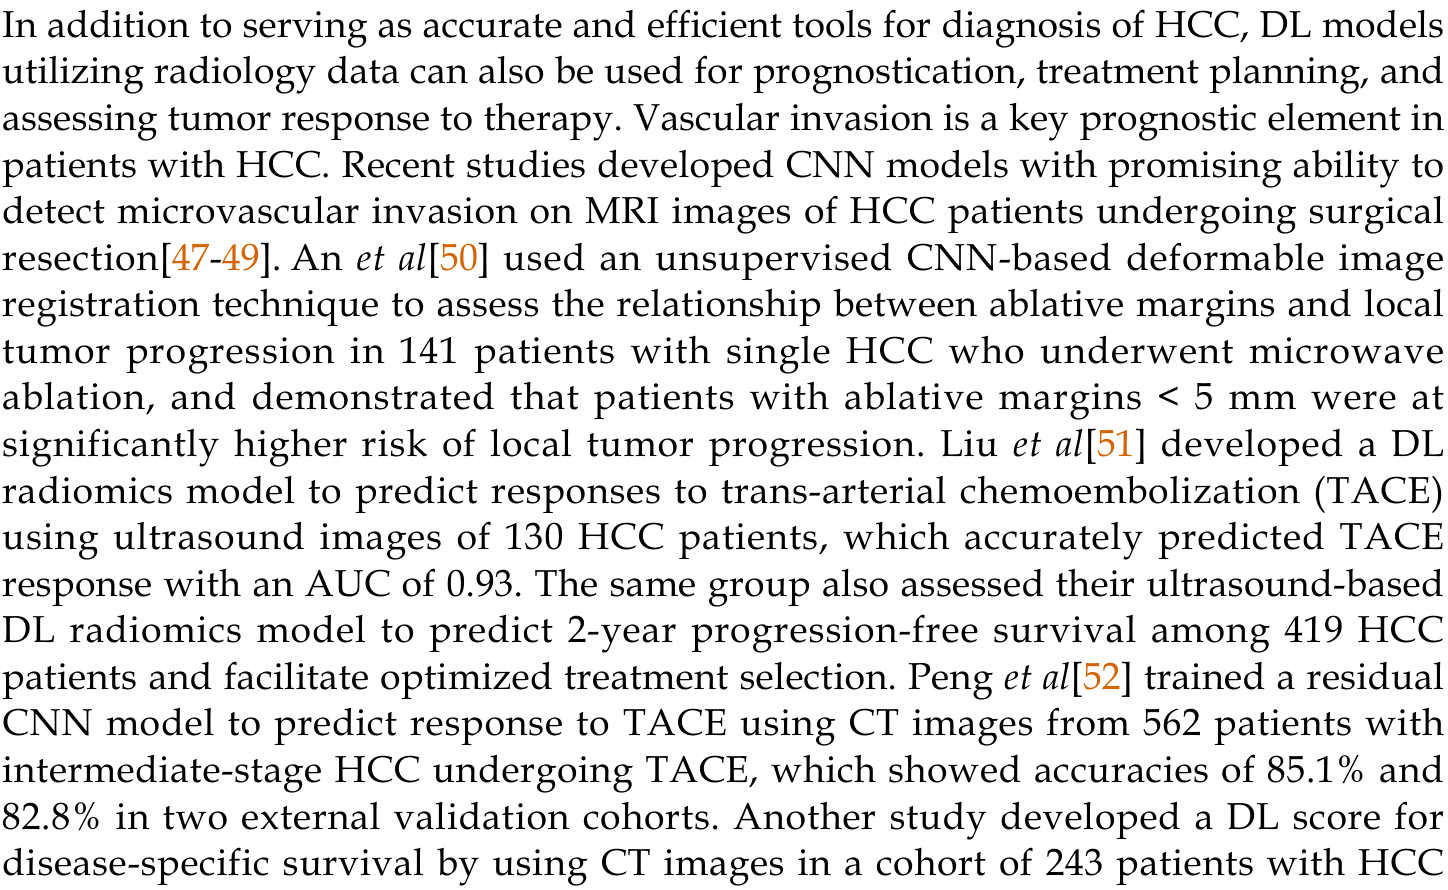 In addition to serving as accurate and efficient tools for diagnosis of HCC, DL models
utilizing radiology data can also be used for prognostication, treatment planning, and
assessing tumor response to therapy. Vascular invasion is a key prognostic element in
patients with HCC. Recent studies developed CNN models with promising ability to
detect microvascular invasion on MRI images of HCC patients undergoing surgical
resection[47-49]. An et al[50] used an unsupervised CNN-based deformable image
registration technique to assess the relationship between ablative margins and local
tumor progression in 141 patients with single HCC who underwent microwave
ablation, and demonstrated that patients with ablative margins < 5 mm were at
significantly higher risk of local tumor progression. Liu et al[51] developed a DL
radiomics model to predict responses to trans-arterial chemoembolization (TACE)
using ultrasound images of 130 HCC patients, which accurately predicted TACE
response with an AUC of 0.93. The same group also assessed their ultrasound-based
DL radiomics model to predict 2-year progression-free survival among 419 HCC
patients and facilitate optimized treatment selection. Peng et al[52] trained a residual
CNN model to predict response to TACE using CT images from 562 patients with
intermediate-stage HCC undergoing TACE, which showed accuracies of 85.1% and
82.8% in two external validation cohorts. Another study developed a DL score for
disease-specific survival by using CT images in a cohort of 243 patients with HCC